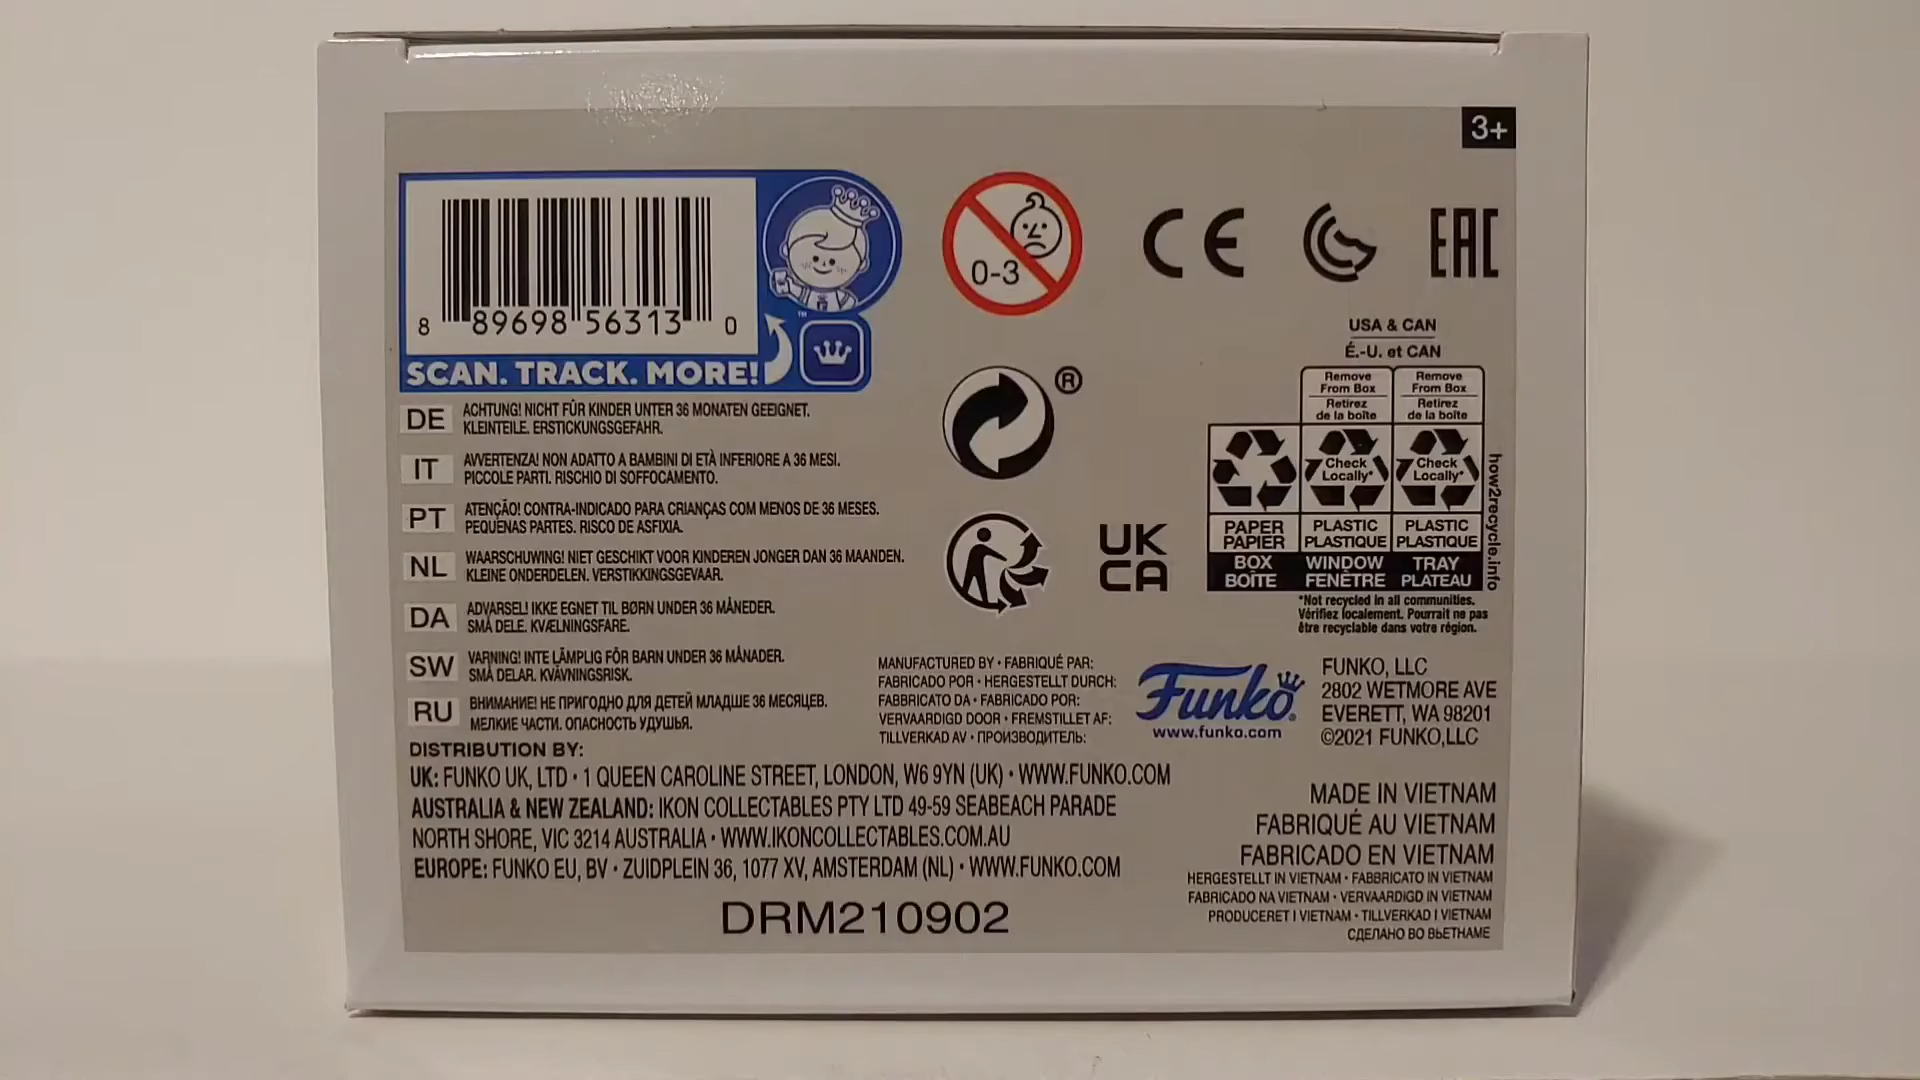 3+
8 89698 56313 0
SCAN. TRACK. MORE!
™
0-3
CE
EAC
USA & CAN
É.-U. et CAN
Remove From Box
Retirez de la boîte
Remove From Box
Retirez de la boîte
Check Locally*
Check Locally*
PAPER PAPIER
PLASTIC PLASTIQUE
PLASTIC PLASTIQUE
BOX BOÎTE
WINDOW FENÊTRE
TRAY PLATEAU
how2recycle.info
*Not recycled in all communities.
Vérifiez localement. Pourrait ne pas
être recyclable dans votre région.
®
UK
CA
DE
ACHTUNG! NICHT FÜR KINDER UNTER 36 MONATEN GEEIGNET.
KLEINTEILE. ERSTICKUNGSGEFAHR.
IT
AVVERTENZA! NON ADATTO A BAMBINI DI ETÀ INFERIORE A 36 MESI.
PICCOLE PARTI. RISCHIO DI SOFFOCAMENTO.
PT
ATENÇÃO! CONTRA-INDICADO PARA CRIANÇAS COM MENOS DE 36 MESES.
PEQUENAS PARTES. RISCO DE ASFIXIA.
NL
WAARSCHUWING! NIET GESCHIKT VOOR KINDEREN JONGER DAN 36 MAANDEN.
KLEINE ONDERDELEN. VERSTIKKINGSGEVAAR.
DA
ADVARSEL! IKKE EGNET TIL BØRN UNDER 36 MÅNEDER.
SMÅ DELE. KVÆLNINGSFARE.
SW
VARNING! INTE LÄMPLIG FÖR BARN UNDER 36 MÅNADER.
SMÅ DELAR. KVÄVNINGSRISK.
RU
ВНИМАНИЕ! НЕ ПРИГОДНО ДЛЯ ДЕТЕЙ МЛАДШЕ 36 МЕСЯЦЕВ.
МЕЛКИЕ ЧАСТИ. ОПАСНОСТЬ УДУШЬЯ.
MANUFACTURED BY • FABRIQUÉ PAR:
FABRICADO POR • HERGESTELLT DURCH:
FABBRICATO DA • FABRICADO POR:
VERVAARDIGD DOOR • FREMSTILLET AF:
TILLVERKAD AV • ПРОИЗВОДИТЕЛЬ:
Funko
www.funko.com
FUNKO, LLC
2802 WETMORE AVE
EVERETT, WA 98201
©2021 FUNKO,LLC
DISTRIBUTION BY:
UK: FUNKO UK, LTD • 1 QUEEN CAROLINE STREET, LONDON, W6 9YN (UK) • WWW.FUNKO.COM
AUSTRALIA & NEW ZEALAND: IKON COLLECTABLES PTY LTD 49-59 SEABEACH PARADE
NORTH SHORE, VIC 3214 AUSTRALIA • WWW.IKONCOLLECTABLES.COM.AU
EUROPE: FUNKO EU, BV • ZUIDPLEIN 36, 1077 XV, AMSTERDAM (NL) • WWW.FUNKO.COM
DRM210902
MADE IN VIETNAM
FABRIQUÉ AU VIETNAM
FABRICADO EN VIETNAM
HERGESTELLT IN VIETNAM • FABBRICATO IN VIETNAM
FABRICADO NA VIETNAM • VERVAARDIGD IN VIETNAM
PRODUCERET I VIETNAM • TILLVERKAD I VIETNAM
СДЕЛАНО ВО ВЬЕТНАМЕ